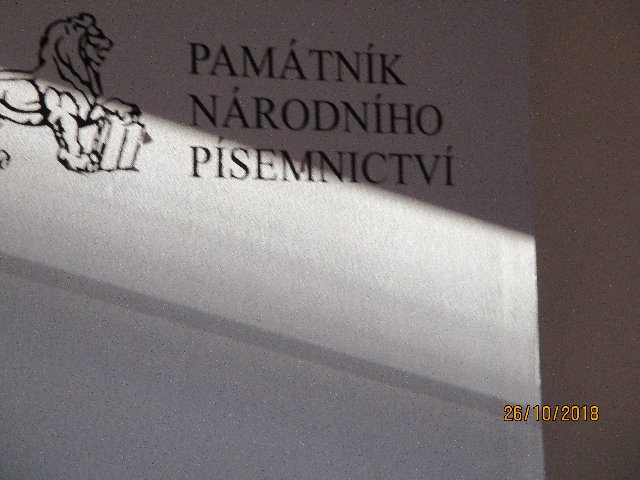 PAMÁTNÍK
NÁRODNÍHO
PÍSEMNICTVÍ
26/10/2018